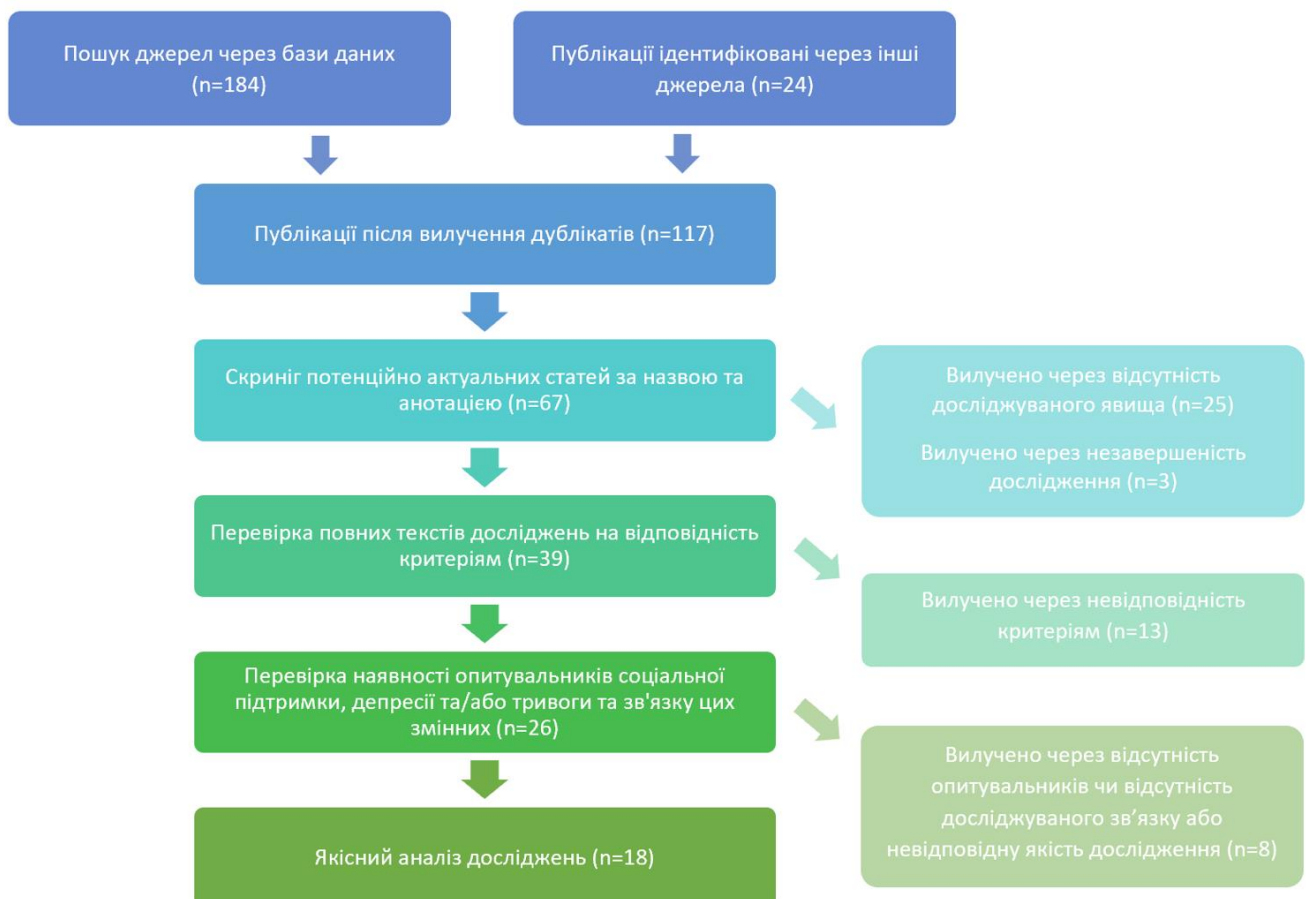 Пошук джерел через бази даних
(n=184)
Публікації ідентифіковані через інші
джерела (n=24)
Публікації після вилучення дублікатів (n=117)
Скриніг потенційно актуальних статей за назвою та
анотацією (n=67)
Вилучено через відсутність
досліджуваного явища (n=25)
Вилучено через незавершеність
дослідження (n=3)
Перевірка повних текстів досліджень на відповідність
критеріям (n=39)
Вилучено через невідповідність
критеріям (n=13)
Перевірка наявності опитувальників соціальної
підтримки, депресії та/або тривоги та зв'язку цих
змінних (n=26)
Вилучено через відсутність
опитувальників чи відсутність
досліджуваного зв’язку або
невідповідну якість дослідження (n=8)
Якісний аналіз досліджень (n=18)